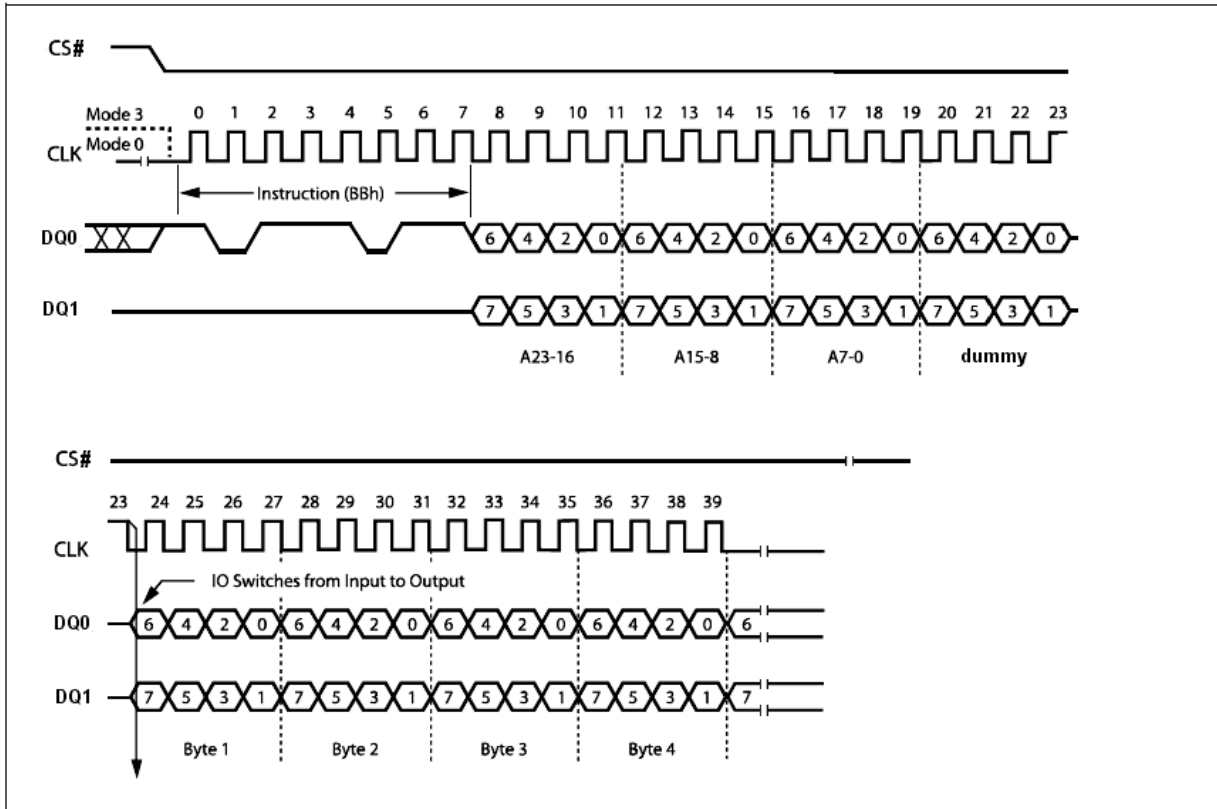 CS#
0 1 2 3 4 5 6 7 8 9 10 11 12 13 14 15 16 17 18 19 20 21 22 23
Mode 3
Mode 0
CLK
Instruction (BBh)
DQ0 6 4 2 0 6 4 2 0 6 4 2 0 6 4 2 0
DQ1 7 5 3 1 7 5 3 1 7 5 3 1 7 5 3 1
A23-16 A15-8 A7-0 dummy
CS#
23 24 25 26 27 28 29 30 31 32 33 34 35 36 37 38 39
CLK
IO Switches from Input to Output
DQ0 6 4 2 0 6 4 2 0 6 4 2 0 6 4 2 0 6
DQ1 7 5 3 1 7 5 3 1 7 5 3 1 7 5 3 1 7
Byte 1 Byte 2 Byte 3 Byte 4